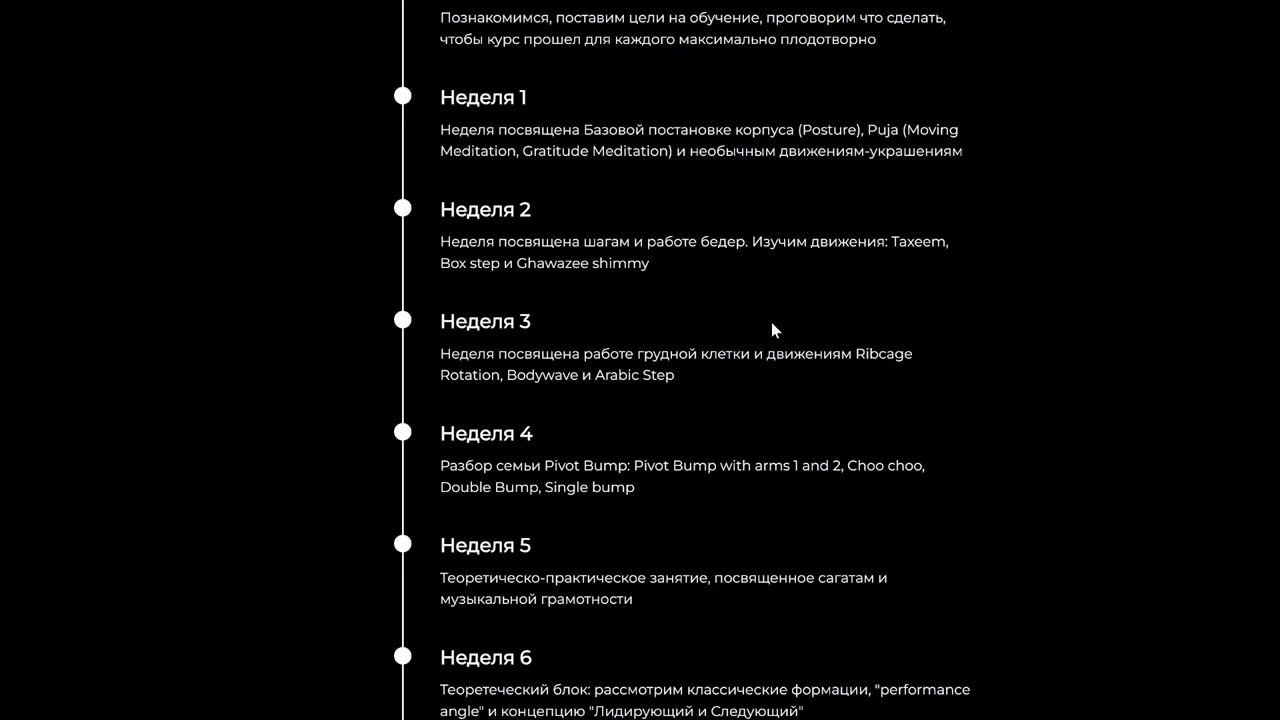 Познакомимся, поставим цели на обучение, проговорим что сделать,
чтобы курс прошел для каждого максимально плодотворно
Неделя 1
Неделя посвящена Базовой постановке корпуса (Posture), Puja (Moving
Meditation, Gratitude Meditation) и необычным движениям-украшениям
Неделя 2
Неделя посвящена шагам и работе бедер. Изучим движения: Taxeem,
Box step и Ghawazee shimmy
Неделя 3
Неделя посвящена работе грудной клетки и движениям Ribcage
Rotation, Bodywave и Arabic Step
Неделя 4
Разбор семьи Pivot Bump: Pivot Bump with arms 1 and 2, Choo choo,
Double Bump, Single bump
Неделя 5
Теоретическо-практическое занятие, посвященное сагатам и
музыкальной грамотности
Неделя 6
Теоретеческий блок: рассмотрим классические формации, "performance
angle" и концепцию "Лидирующий и Следующий"